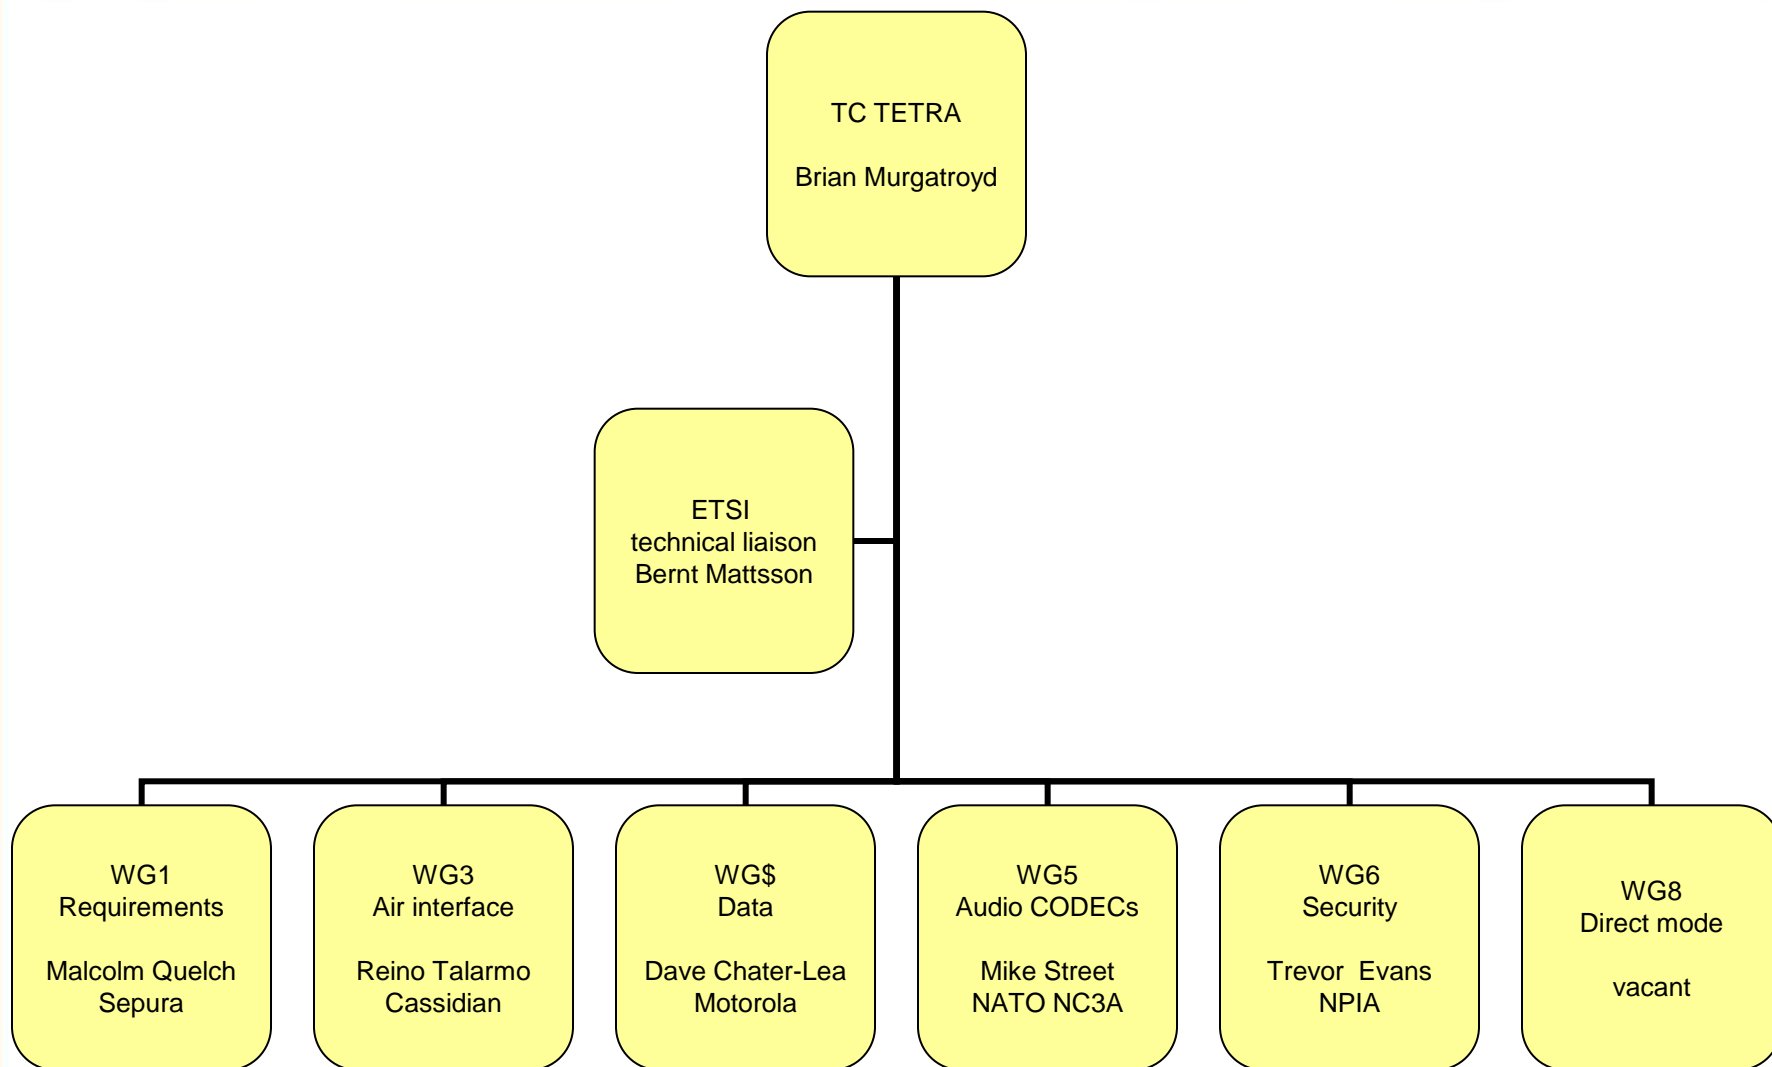 TC TETRA
Brian Murgatroyd
ETSI
technical liaison
Bernt Mattsson
WG1
Requirements
Malcolm Quelch
Sepura
WG3
Air interface
Reino Talarmo
Cassidian
WG$
Data
Dave Chater-Lea
Motorola
WG5
Audio CODECs
Mike Street
NATO NC3A
WG6
Security
Trevor Evans
NPIA
WG8
Direct mode
vacant